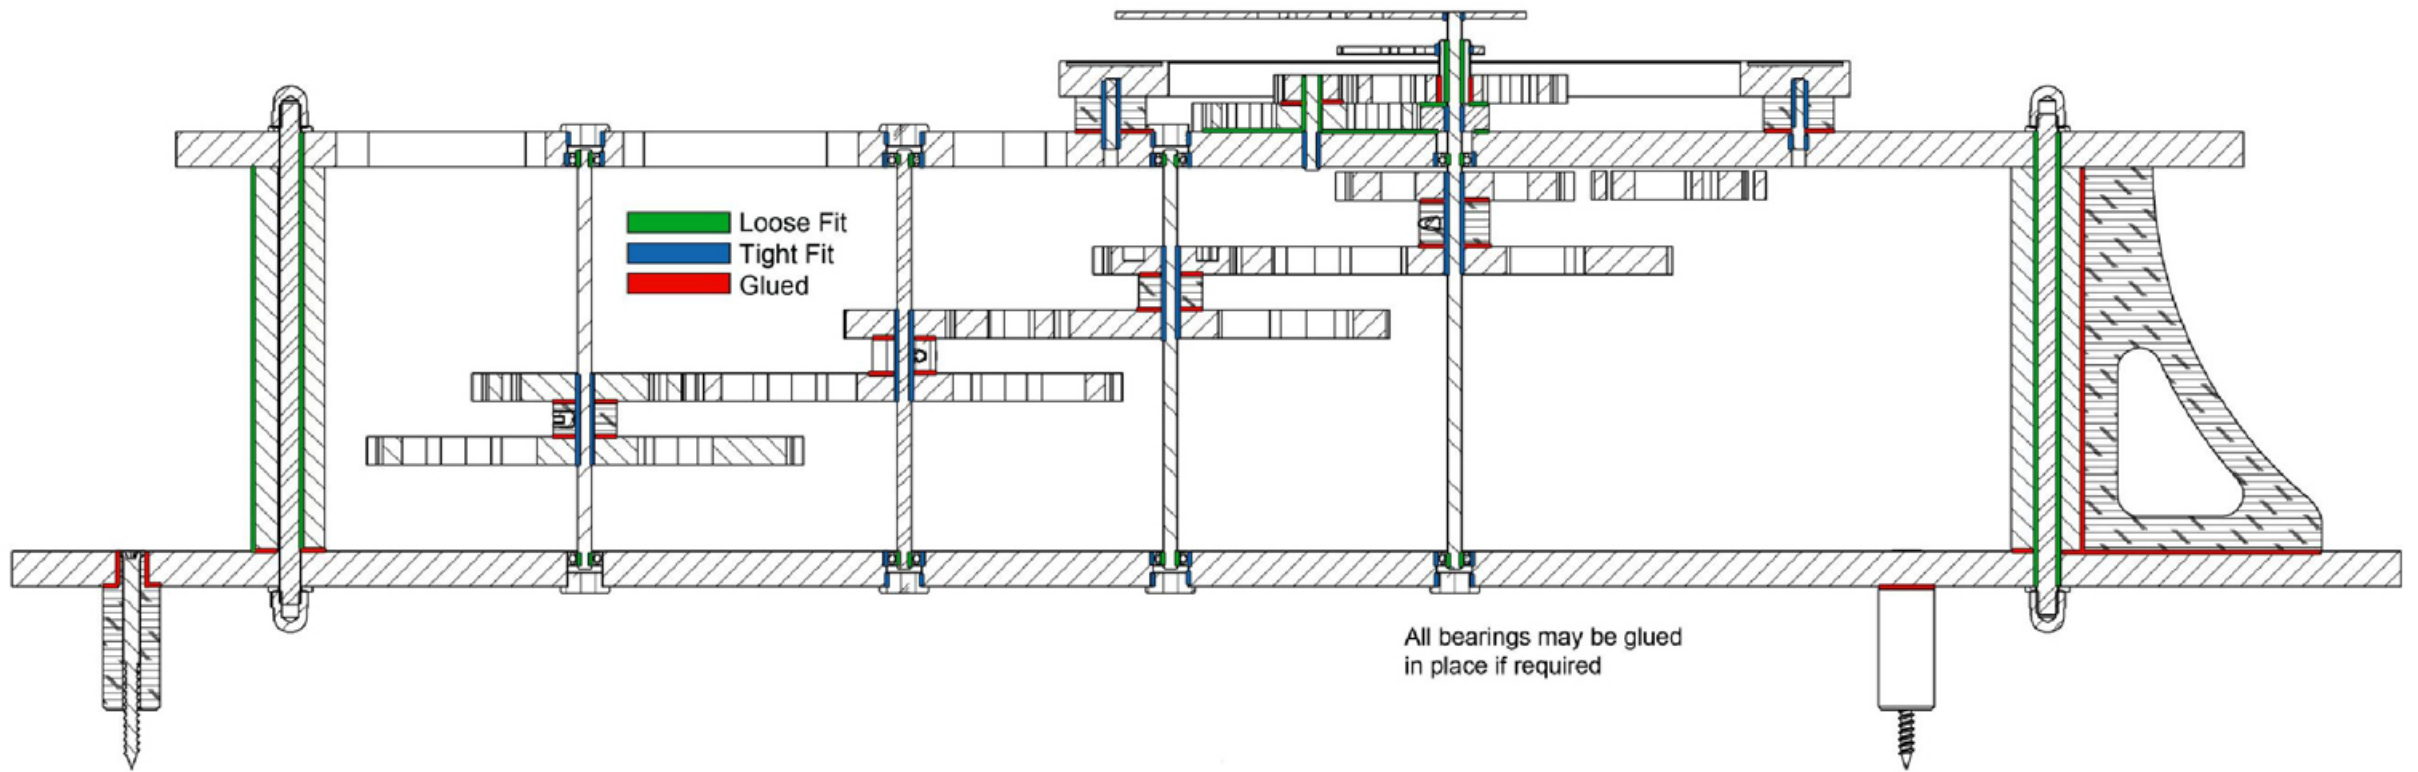 Loose Fit
Tight Fit
Glued
All bearings may be glued
in place if required